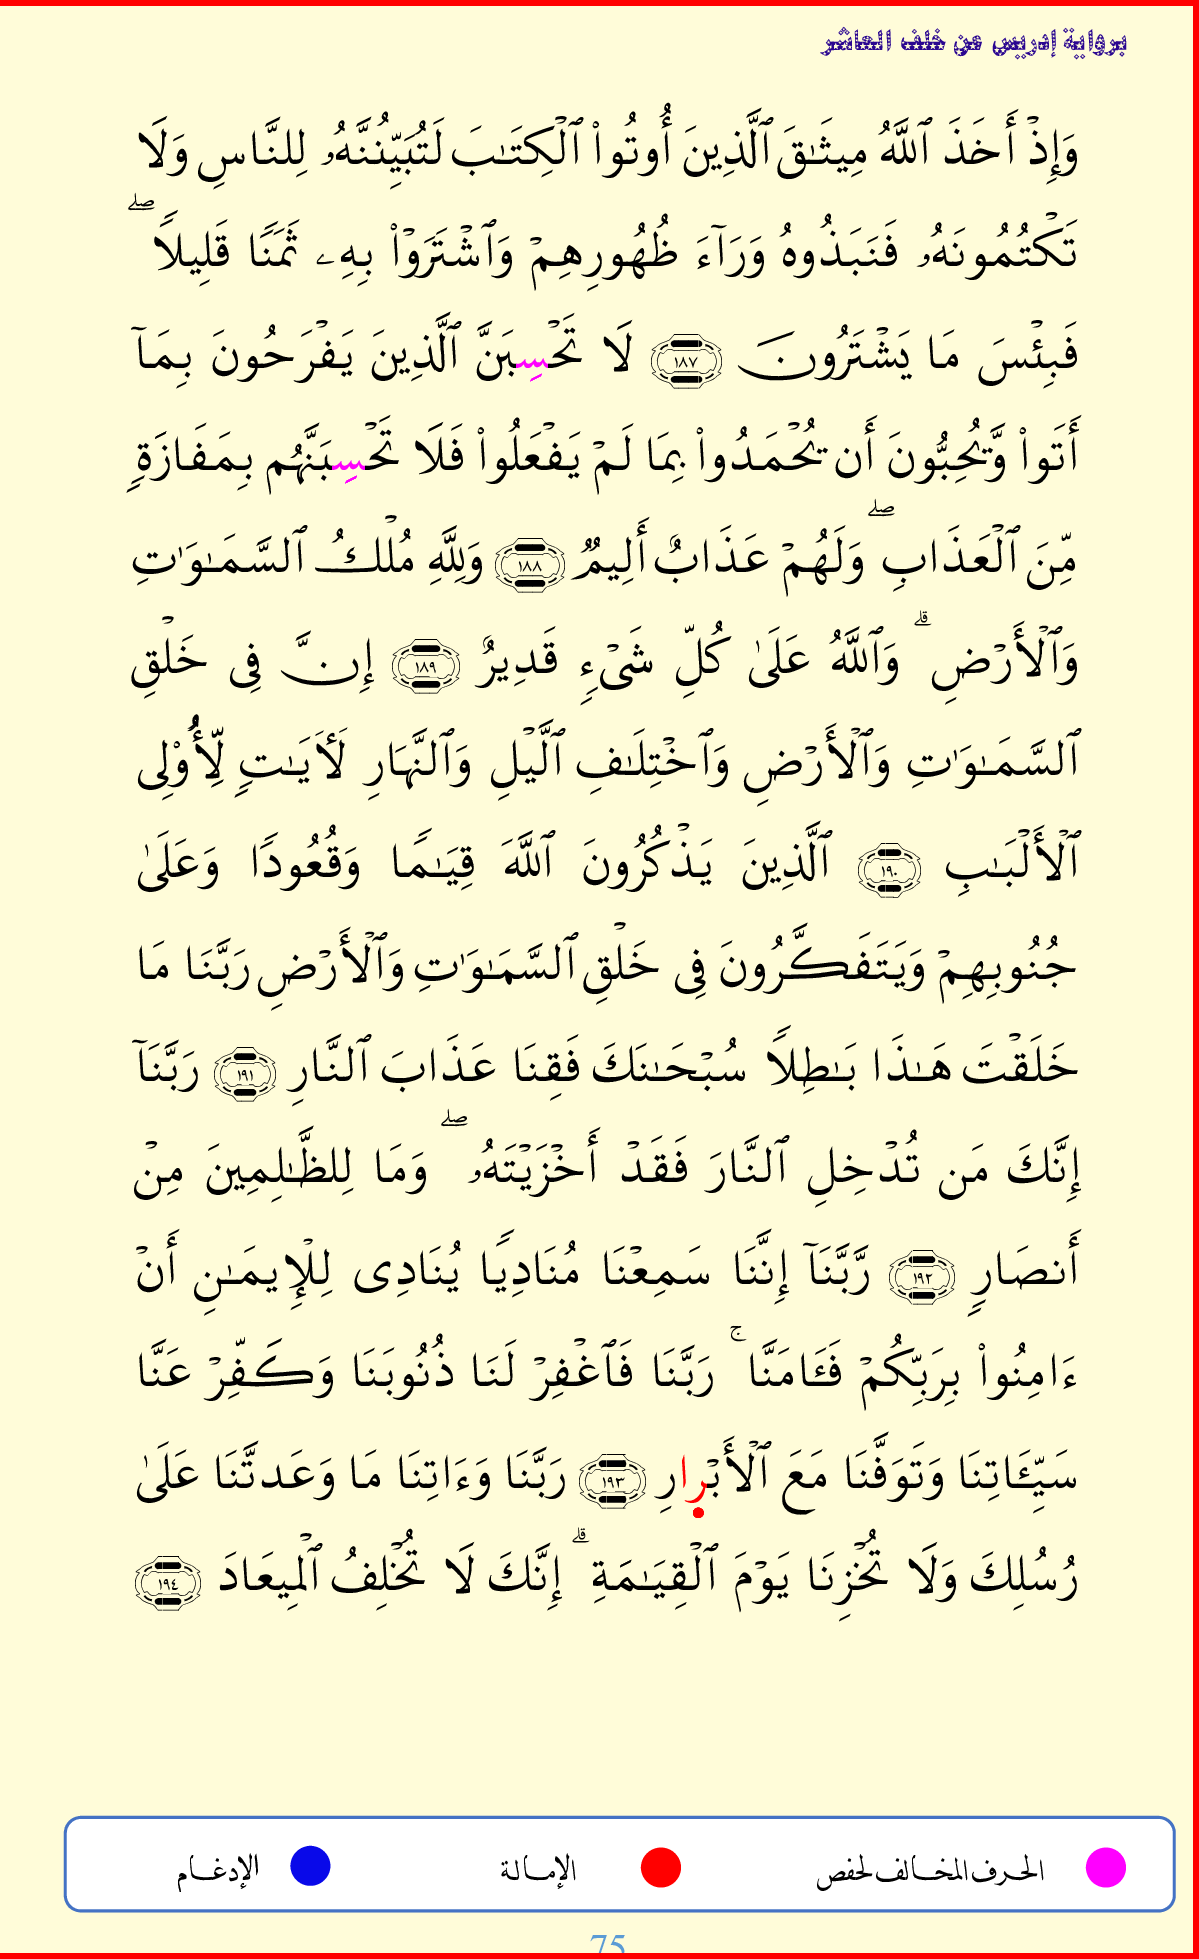 برواية إدريس عن خلف العاشر
وَإِذۡ أَخَذَ ٱللَّهُ مِيثَٰقَ ٱلَّذِينَ أُوتُواْ ٱلۡكِتَٰبَ لَتُبَيِّنُنَّهُۥ لِلنَّاسِ وَلَا
تَكۡتُمُونَهُۥ فَنَبَذُوهُ وَرَآءَ ظُهُورِهِمۡ وَٱشۡتَرَوۡاْ بِهِۦ ثَمَنٗا قَلِيلٗاۖ
فَبِئۡسَ مَا يَشۡتَرُونَ ١٨٧ لَا تَحۡسِبَنَّ ٱلَّذِينَ يَفۡرَحُونَ بِمَآ
أَتَواْ وَّيُحِبُّونَ أَن يُحۡمَدُواْ بِمَا لَمۡ يَفۡعَلُواْ فَلَا تَحۡسِبَنَّهُم بِمَفَازَةٖ
مِّنَ ٱلۡعَذَابِۖ وَلَهُمۡ عَذَابٌ أَلِيمٞ ١٨٨ وَلِلَّهِ مُلۡكُ ٱلسَّمَٰوَٰتِ
وَٱلۡأَرۡضِۗ وَٱللَّهُ عَلَىٰ كُلِّ شَيۡءٖ قَدِيرٌ ١٨٩ إِنَّ فِي خَلۡقِ
ٱلسَّمَٰوَٰتِ وَٱلۡأَرۡضِ وَٱخۡتِلَٰفِ ٱلَّيۡلِ وَٱلنَّهَارِ لَأٓيَٰتٖ لِّأُوْلِي
ٱلۡأَلۡبَٰبِ ١٩٠ ٱلَّذِينَ يَذۡكُرُونَ ٱللَّهَ قِيَٰمٗا وَقُعُودٗا وَعَلَىٰ
جُنُوبِهِمۡ وَيَتَفَكَّرُونَ فِي خَلۡقِ ٱلسَّمَٰوَٰتِ وَٱلۡأَرۡضِ رَبَّنَا مَا
خَلَقۡتَ هَٰذَا بَٰطِلٗا سُبۡحَٰنَكَ فَقِنَا عَذَابَ ٱلنَّارِ ١٩١ رَبَّنَآ
إِنَّكَ مَن تُدۡخِلِ ٱلنَّارَ فَقَدۡ أَخۡزَيۡتَهُۥۖ وَمَا لِلظَّٰلِمِينَ مِنۡ
أَنصَارٖ ١٩٢ رَّبَّنَآ إِنَّنَا سَمِعۡنَا مُنَادِيٗا يُنَادِي لِلۡإِيمَٰنِ أَنۡ
ءَامِنُواْ بِرَبِّكُمۡ فَـَٔامَنَّاۚ رَبَّنَا فَٱغۡفِرۡ لَنَا ذُنُوبَنَا وَكَفِّرۡ عَنَّا
سَيِّـَٔاتِنَا وَتَوَفَّنَا مَعَ ٱلۡأَبۡرارِ ١٩٣ رَبَّنَا وَءَاتِنَا مَا وَعَدتَّنَا عَلَىٰ
رُسُلِكَ وَلَا تُخۡزِنَا يَوۡمَ ٱلۡقِيَٰمَةِۗ إِنَّكَ لَا تُخۡلِفُ ٱلۡمِيعَادَ ١٩٤
الحرف المخالف لحفص الإمالة الإدغام
75